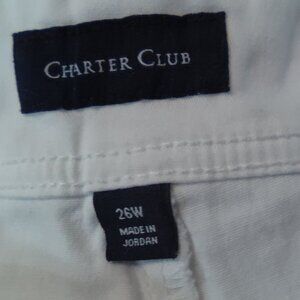 CHARTER CLUB
26W
MADE IN
JORDAN